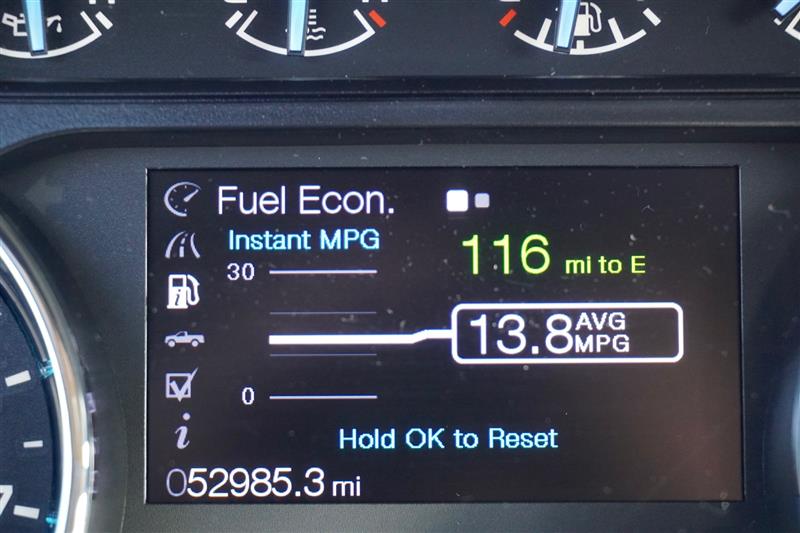 Fuel Econ.
Instant MPG
116 mi to E
30
13.8 AVG MPG
0
Hold OK to Reset
052985.3 mi